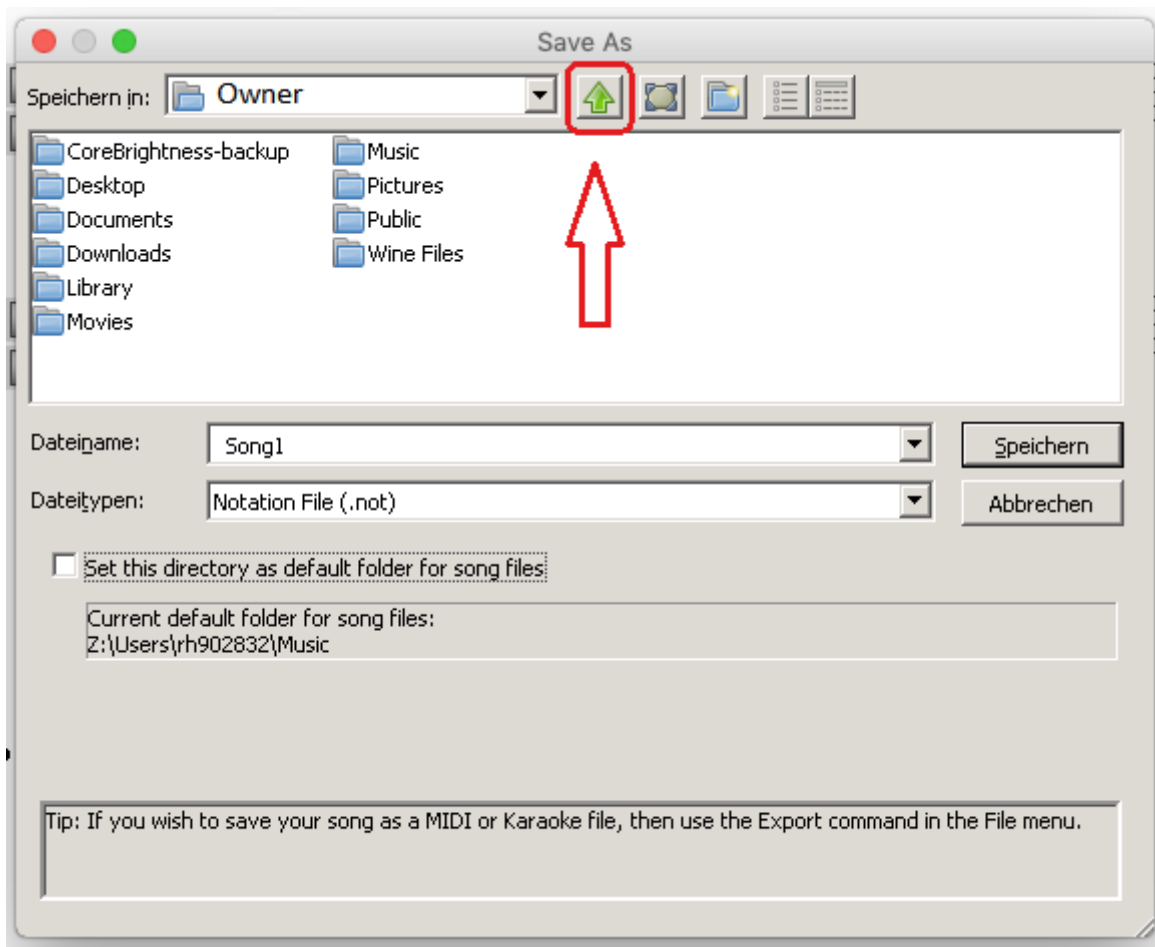 Save As
Speichern in: Owner
CoreBrightness-backup
Desktop
Documents
Downloads
Library
Movies
Music
Pictures
Public
Wine Files
Dateiname: Song1 Speichern
Dateitypen: Notation File (.not) Abbrechen
Set this directory as default folder for song files
Current default folder for song files:
Z:\Users\rh902832\Music
Tip: If you wish to save your song as a MIDI or Karaoke file, then use the Export command in the File menu.